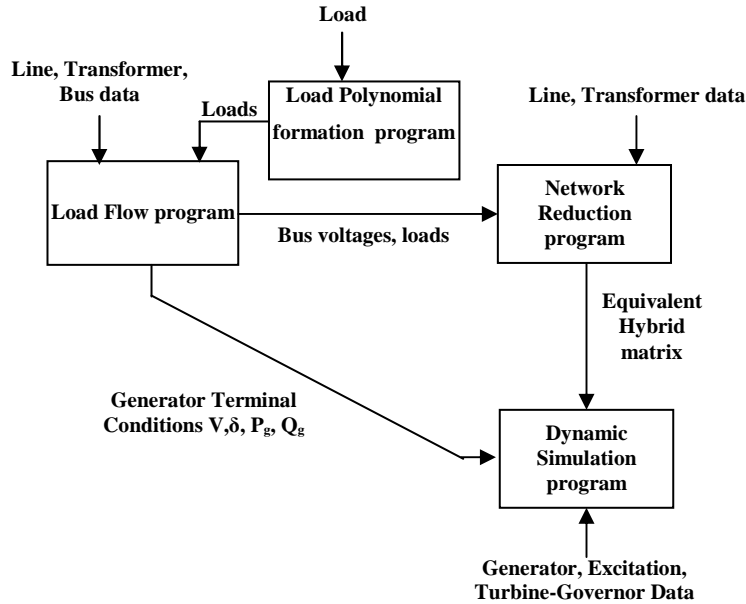 Load
Line, Transformer,
Bus data
Loads
Load Polynomial
formation program
Line, Transformer data
Load Flow program
Network
Reduction
program
Bus voltages, loads
Equivalent
Hybrid
matrix
Generator Terminal
Conditions V,δ, Pg, Qg
Dynamic
Simulation
program
Generator, Excitation,
Turbine-Governor Data